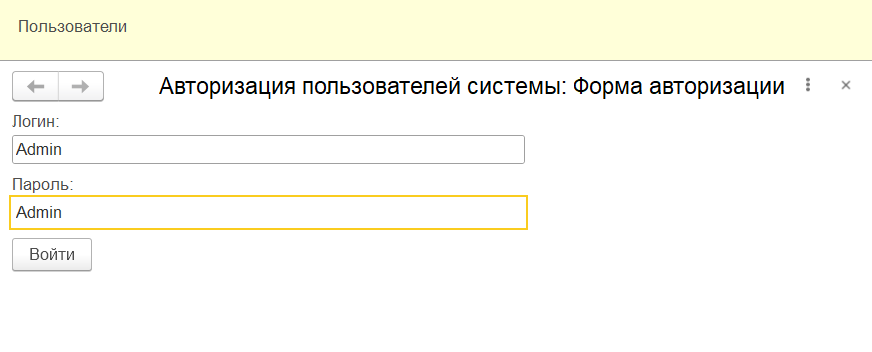 Пользователи
Авторизация пользователей системы: Форма авторизации
Логин:
Admin
Пароль:
Admin
Войти